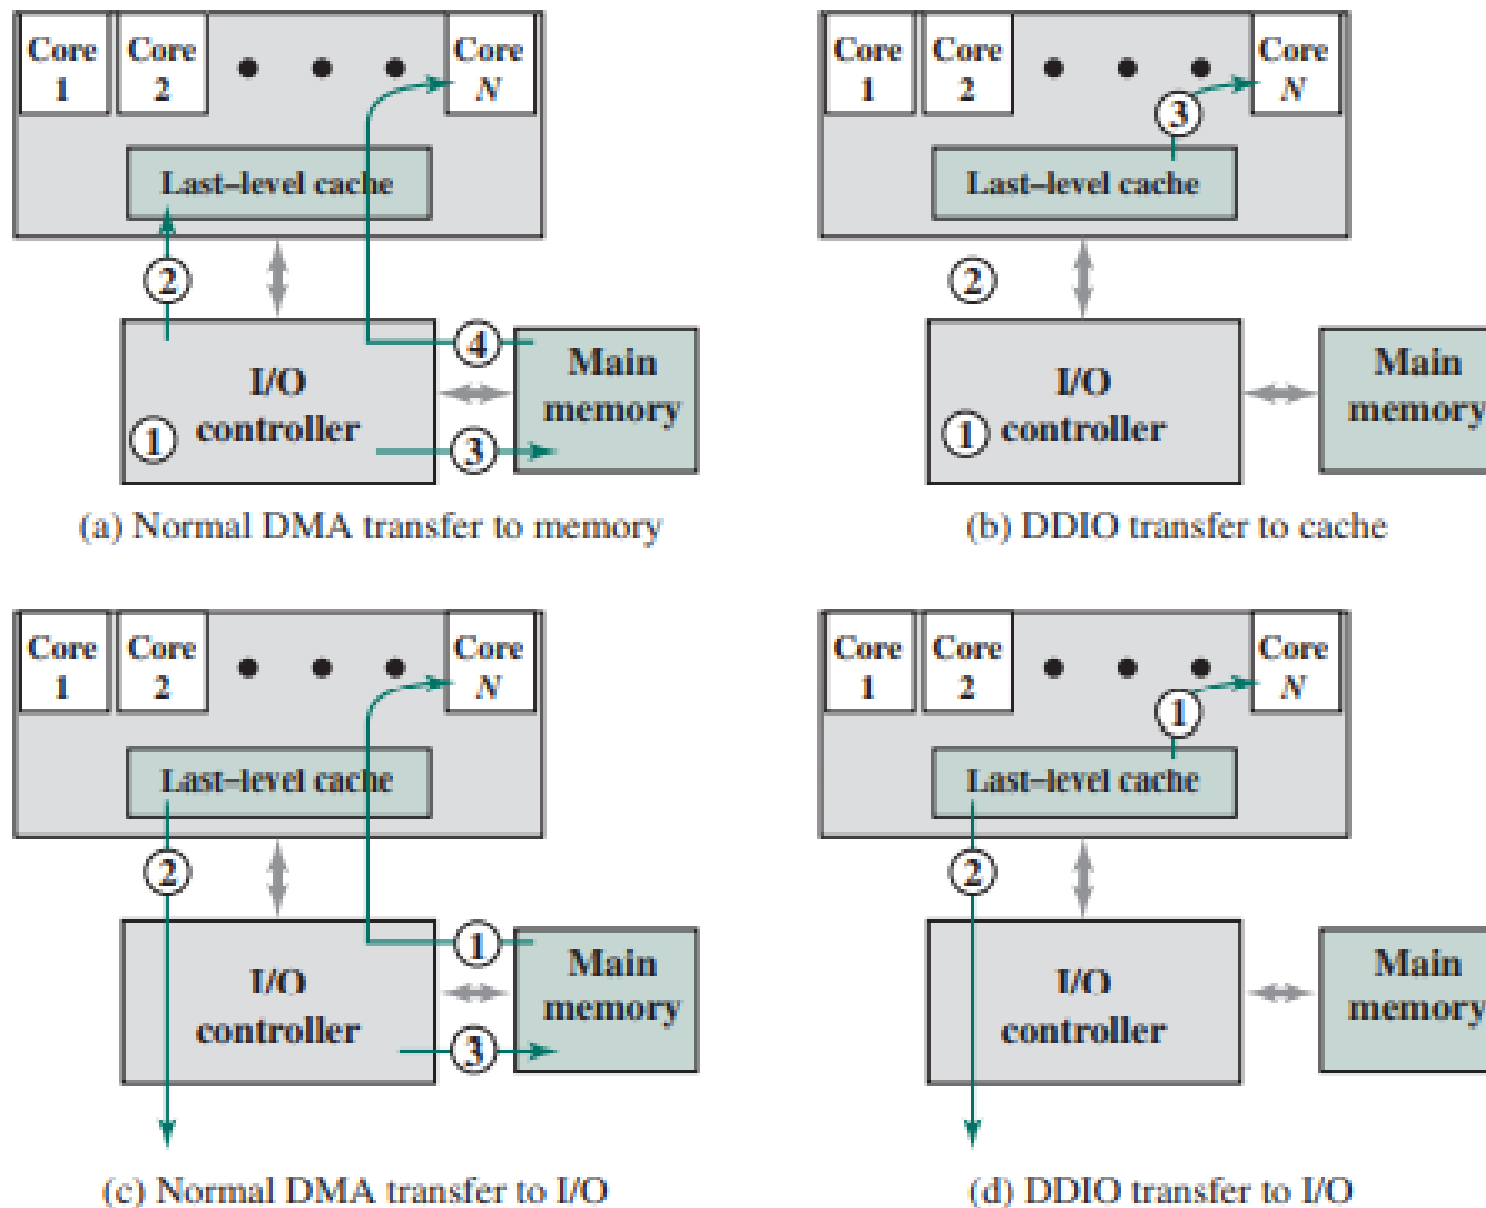 Core
1
Core
2
Core
N
Last–level cache
2
4
I/O
controller
1
3
Main
memory
(a) Normal DMA transfer to memory
Core
1
Core
2
Core
N
3
Last–level cache
2
I/O
controller
1
Main
memory
(b) DDIO transfer to cache
Core
1
Core
2
Core
N
Last–level cache
2
1
I/O
controller
3
Main
memory
(c) Normal DMA transfer to I/O
Core
1
Core
2
Core
N
1
Last–level cache
2
I/O
controller
Main
memory
(d) DDIO transfer to I/O